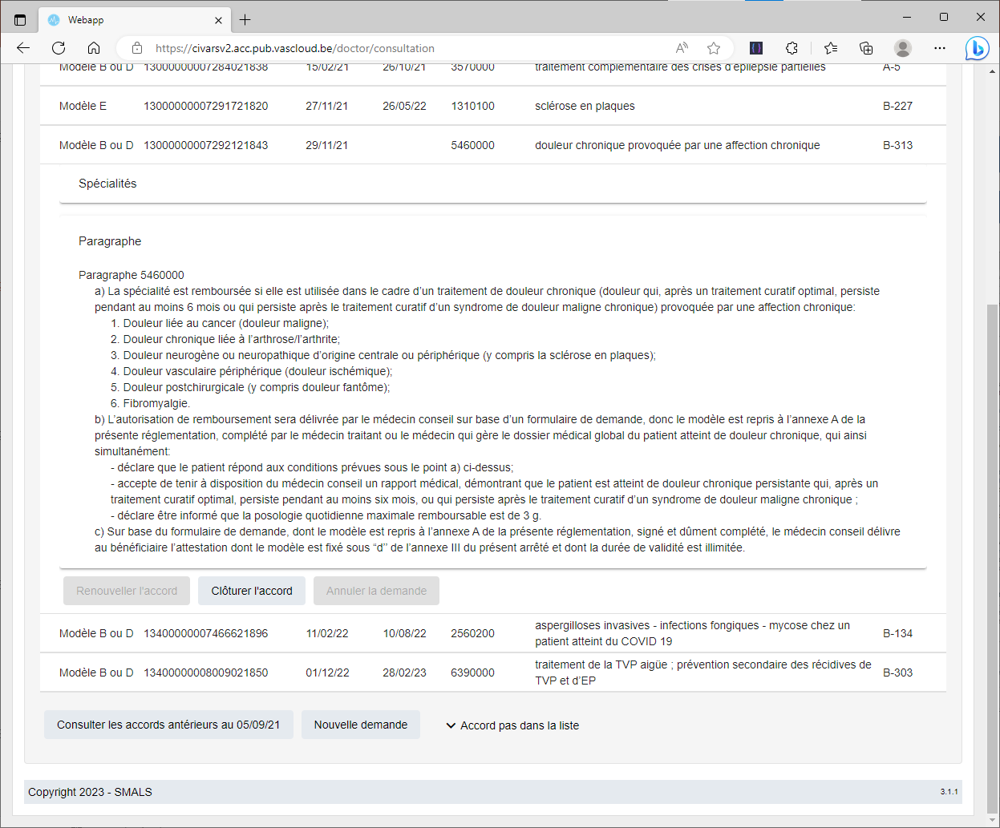 Webapp
https://civarsv2.acc.pub.vascloud.be/doctor/consultation
Modèle B ou D 13000000007284021838 15/02/21 26/10/21 3570000 traitement complémentaire des crises d'épilepsie partielles A-5
Modèle E 13000000007291721820 27/11/21 26/05/22 1310100 sclérose en plaques B-227
Modèle B ou D 13000000007292121843 29/11/21 5460000 douleur chronique provoquée par une affection chronique B-313
Spécialités
Paragraphe
Paragraphe 5460000
a) La spécialité est remboursée si elle est utilisée dans le cadre d'un traitement de douleur chronique (douleur qui, après un traitement curatif optimal, persiste
pendant au moins 6 mois ou qui persiste après le traitement curatif d'un syndrome de douleur maligne chronique) provoquée par une affection chronique:
1. Douleur liée au cancer (douleur maligne);
2. Douleur chronique liée à l'arthrose/l'arthrite;
3. Douleur neurogène ou neuropathique d'origine centrale ou périphérique (y compris la sclérose en plaques);
4. Douleur vasculaire périphérique (douleur ischémique);
5. Douleur postchirurgicale (y compris douleur fantôme);
6. Fibromyalgie.
b) L'autorisation de remboursement sera délivrée par le médecin conseil sur base d'un formulaire de demande, donc le modèle est repris à l'annexe A de la
présente réglementation, complété par le médecin traitant ou le médecin qui gère le dossier médical global du patient atteint de douleur chronique, qui ainsi
simultanément:
- déclare que le patient répond aux conditions prévues sous le point a) ci-dessus;
- accepte de tenir à disposition du médecin conseil un rapport médical, démontrant que le patient est atteint de douleur chronique persistante qui, après un
traitement curatif optimal, persiste pendant au moins six mois, ou qui persiste après le traitement curatif d'un syndrome de douleur maligne chronique ;
- déclare être informé que la posologie quotidienne maximale remboursable est de 3 g.
c) Sur base du formulaire de demande, dont le modèle est repris à l'annexe A de la présente réglementation, signé et dûment complété, le médecin conseil délivre
au bénéficiaire l'attestation dont le modèle est fixé sous “d” de l'annexe III du présent arrêté et dont la durée de validité est illimitée.
Renouveller l'accord Clôturer l'accord Annuler la demande
Modèle B ou D 13400000007466621896 11/02/22 10/08/22 2560200 aspergilloses invasives - infections fongiques - mycose chez un
patient atteint du COVID 19 B-134
Modèle B ou D 13400000008009021850 01/12/22 28/02/23 6390000 traitement de la TVP aigüe ; prévention secondaire des récidives de
TVP et d'EP B-303
Consulter les accords antérieurs au 05/09/21 Nouvelle demande Accord pas dans la liste
Copyright 2023 - SMALS 3.1.1